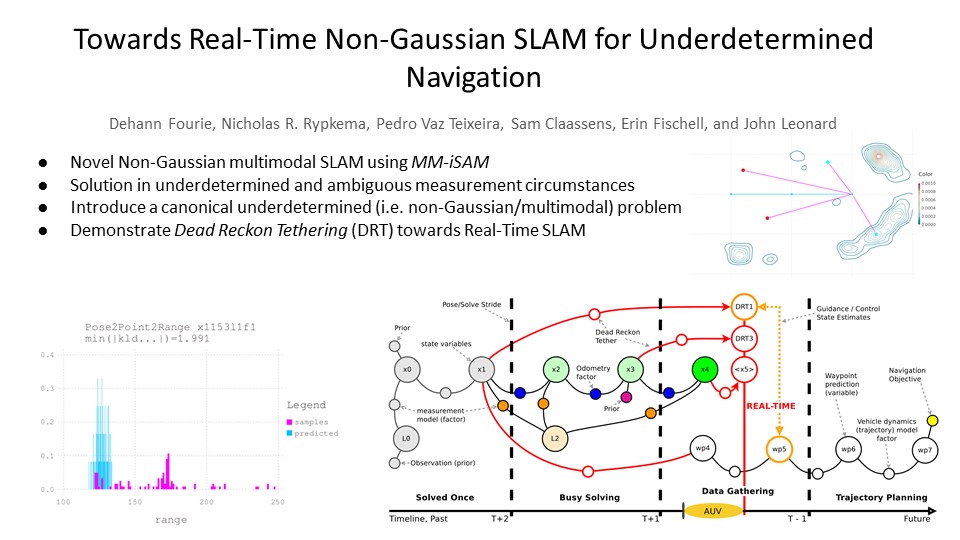 Towards Real-Time Non-Gaussian SLAM for Underdetermined
Navigation
Dehann Fourie, Nicholas R. Rypkema, Pedro Vaz Teixeira, Sam Claassens, Erin Fischell, and John Leonard
● Novel Non-Gaussian multimodal SLAM using MM-iSAM
● Solution in underdetermined and ambiguous measurement circumstances
● Introduce a canonical underdetermined (i.e. non-Gaussian/multimodal) problem
● Demonstrate Dead Reckon Tethering (DRT) towards Real-Time SLAM
Color
0.0010
0.0008
0.0006
0.0004
0.0002
0.0000
Pose2Point2Range x115311f1
min(|kld...|)=1.991
0.4
0.3
0.2
0.1
0.0
100 150 200 250
range
Legend
samples
predicted
Pose/Solve Stride
Prior
state variables
Dead Reckon
Tether
DRT1
Guidance / Control
State Estimates
DRT3
x0
x1
x2
x3
x4
<x5>
Odometry
factor
Prior
measurement
model (factor)
REAL-TIME
Waypoint
prediction
(variable)
Navigation
Objective
Vehicle dynamics
(trajectory) model
factor
L0
L2
wp4
wp5
wp6
wp7
Observation (prior)
Solved Once
Busy Solving
Data Gathering
Trajectory Planning
AUV
Timeline, Past
T+2
T+1
T - 1
Future